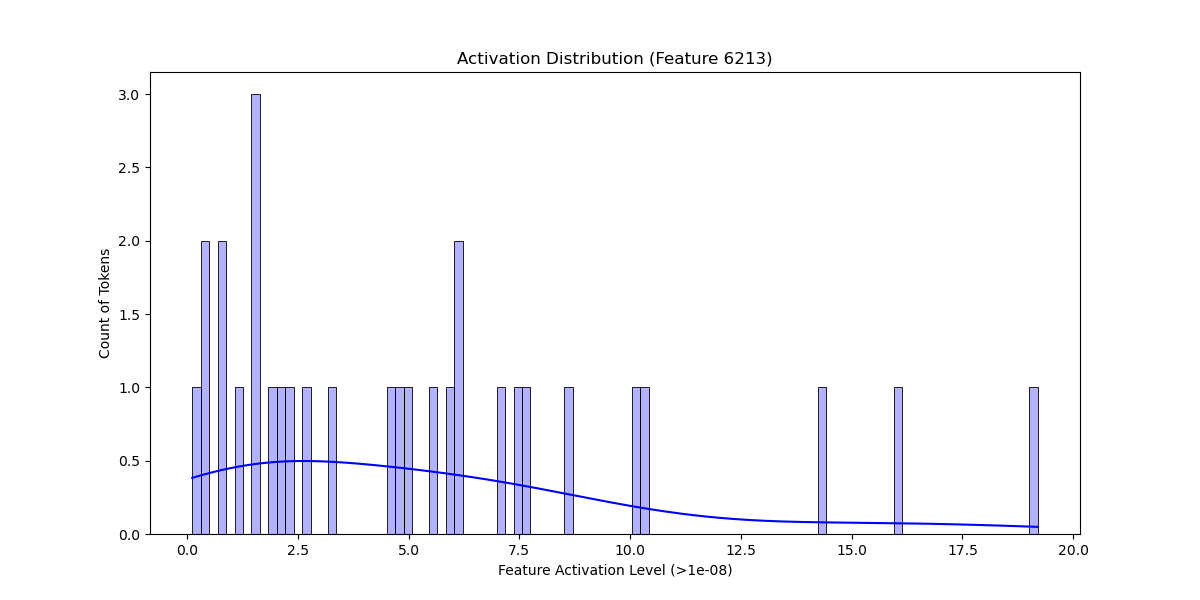 Activation Distribution (Feature 6213)
Count of Tokens
3.0
2.5
2.0
1.5
1.0
0.5
0.0
0.0 2.5 5.0 7.5 10.0 12.5 15.0 17.5 20.0
Feature Activation Level (>1e-08)